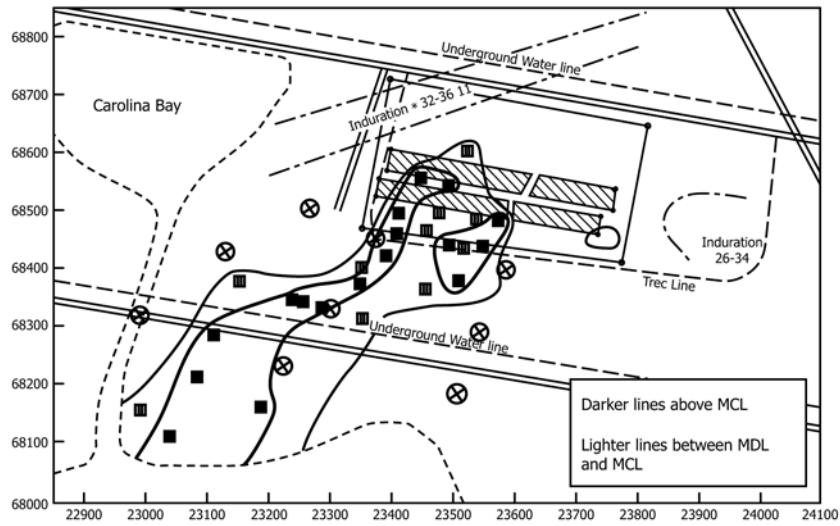 68800
68700
68600
68500
68400
68300
68200
68100
68000
Underground Water line
Carolina Bay
Induration * 32-36 11
Induration
26-34
Trec Line
Underground Water line
Darker lines above MCL
Lighter lines between MDL
and MCL
22900 23000 23100 23200 23300 23400 23500 23600 23700 23800 23900 24000 24100